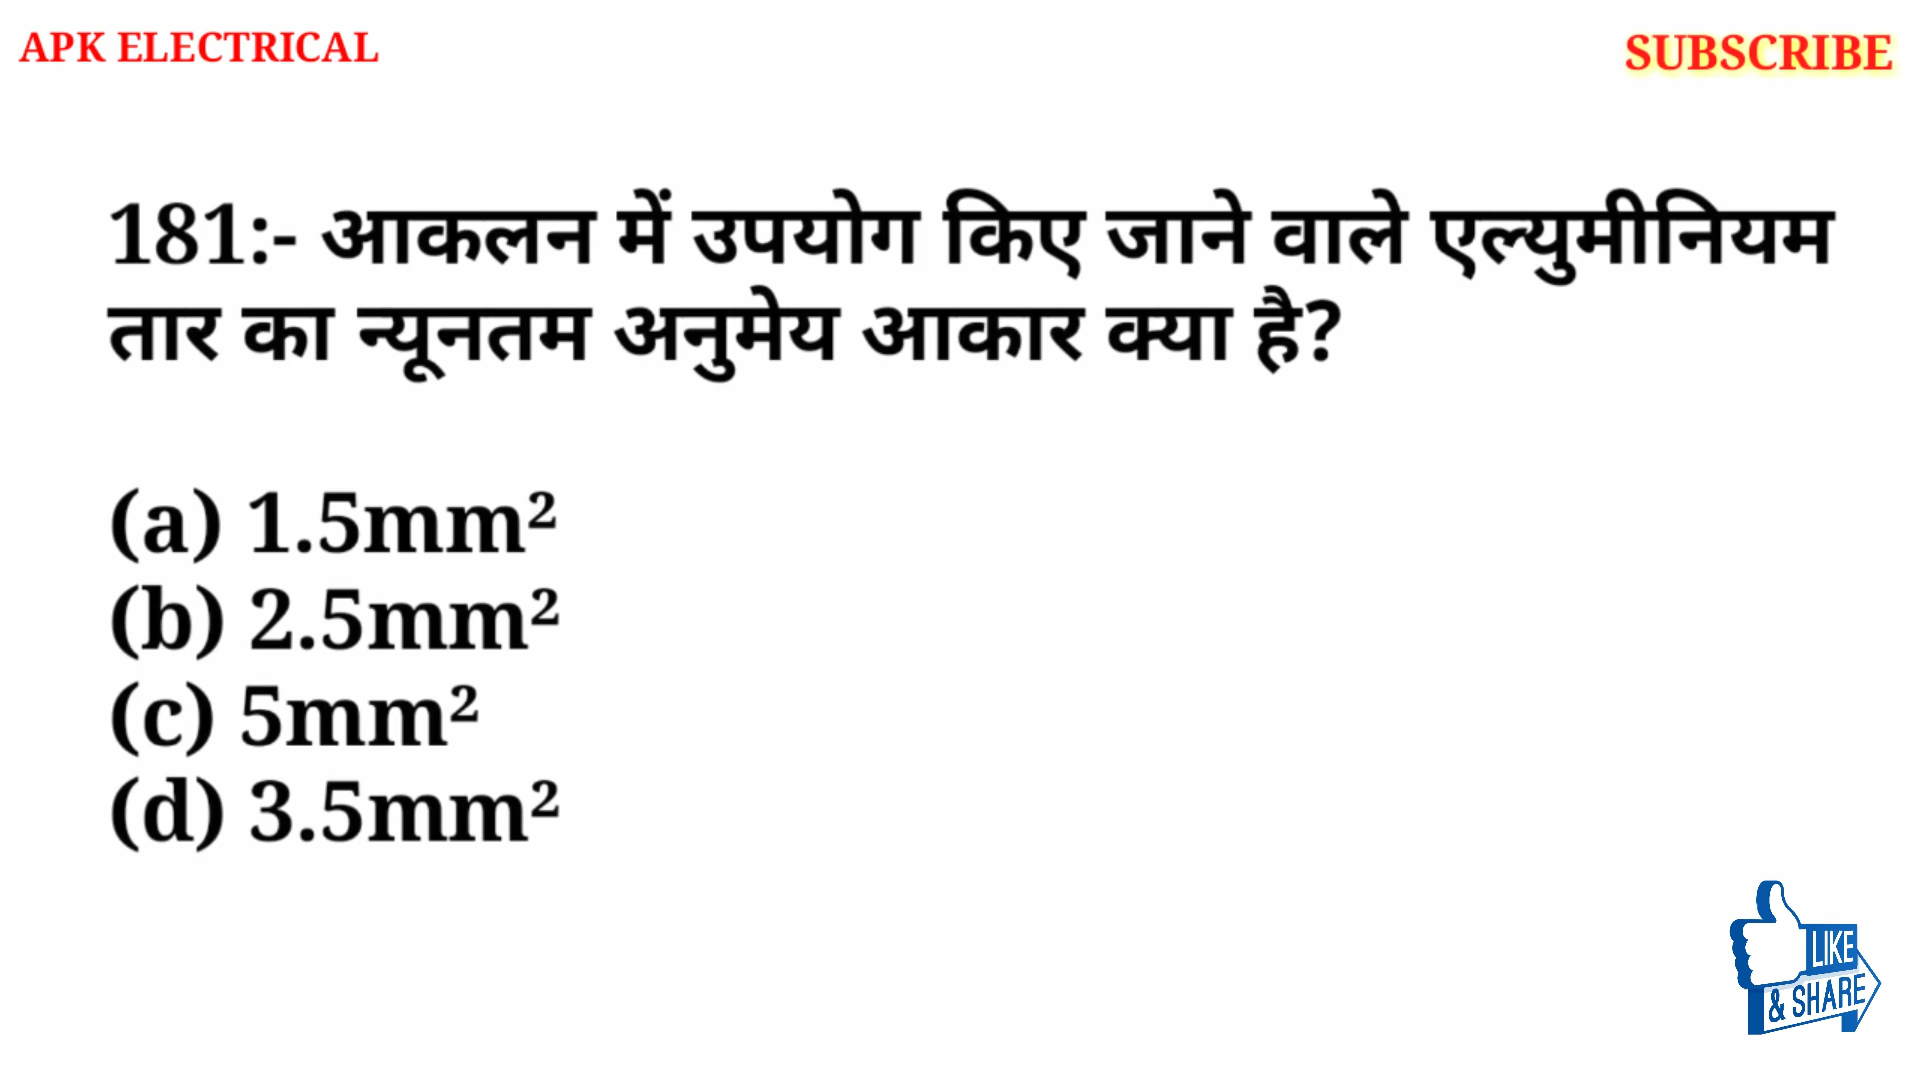 APK ELECTRICAL
SUBSCRIBE
181:- आकलन में उपयोग किए जाने वाले एल्युमीनियम
तार का न्यूनतम अनुमेय आकार क्या है?
(a) 1.5mm²
(b) 2.5mm²
(c) 5mm²
(d) 3.5mm²
LIKE
& SHARE